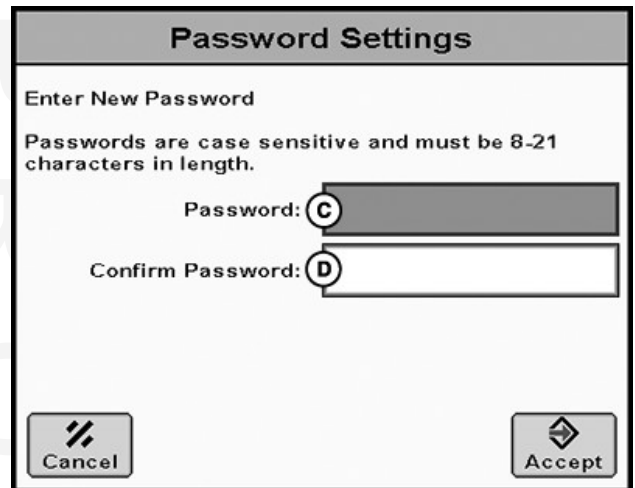 Password Settings
Enter New Password
Passwords are case sensitive and must be 8-21
characters in length.
Password: C
Confirm Password: D
Cancel
Accept